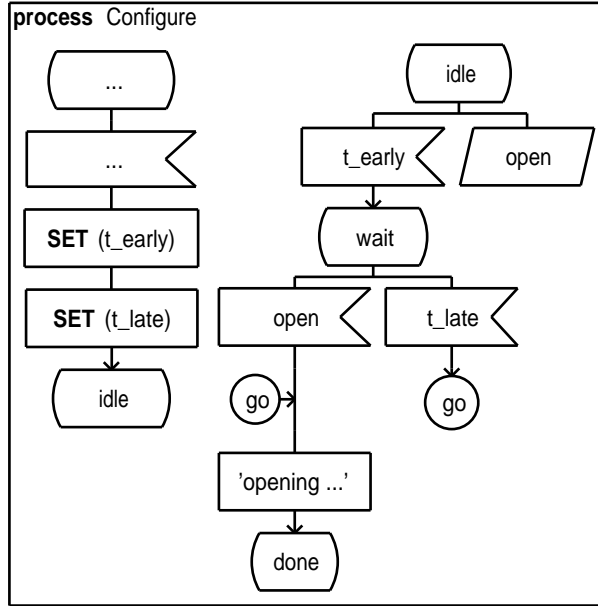 process Configure
...
...
SET (t_early)
SET (t_late)
idle
idle
t_early
open
wait
open
t_late
go
go
'opening ...'
done